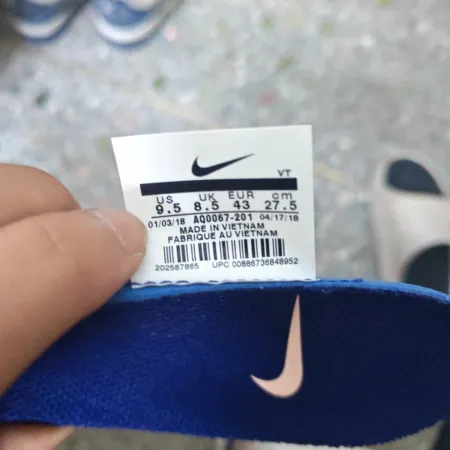 VT
US UK EUR cm
9.5 8.5 43 27.5
01/03/18 AQ0067-201 04/17/18
MADE IN VIETNAM
FABRIQUE AU VIETNAM
202587865 UPC 00886736848952